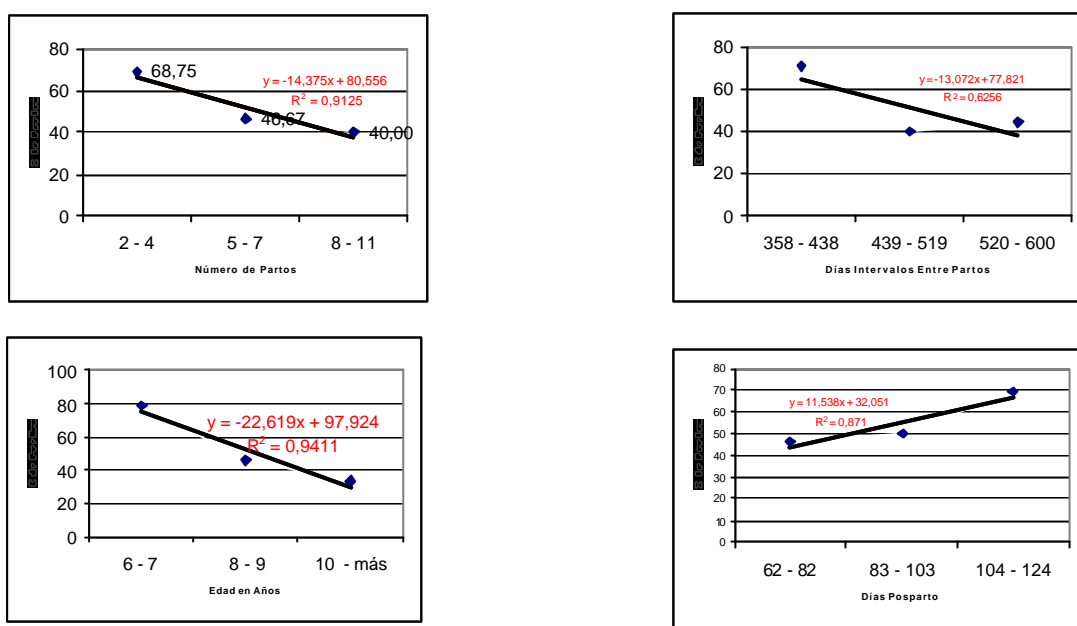 80
60
40
20
0
68,75
46,67
40,00
y = -14,375x + 80,556
R² = 0,9125
2 - 4
5 - 7
8 - 11
Número de Partos
80
60
40
20
0
y = -13,072x + 77,821
R² = 0,6256
358 - 438
439 - 519
520 - 600
Días Intervalos Entre Partos
100
80
60
40
20
0
y = -22,619x + 97,924
R² = 0,9411
6 - 7
8 - 9
10 - más
Edad en Años
80
70
60
50
40
30
20
10
0
y = 11,538x + 32,051
R² = 0,871
62 - 82
83 - 103
104 - 124
Días Posparto